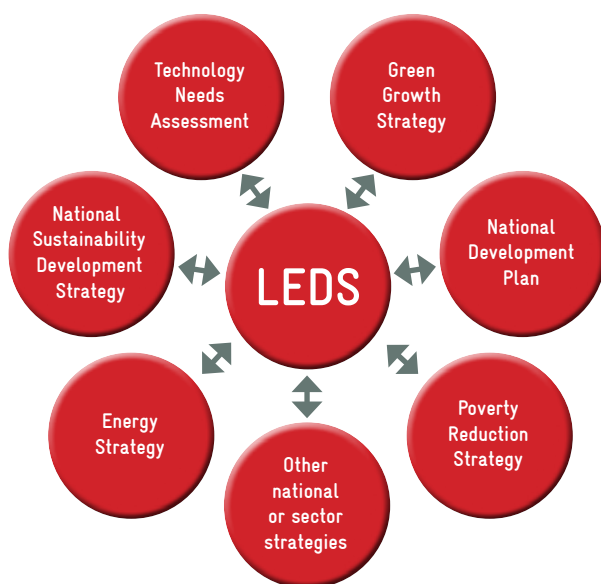 Technology
Needs
Assessment
Green
Growth
Strategy
National
Sustainability
Development
Strategy
LEDS
National
Development
Plan
Energy
Strategy
Poverty
Reduction
Strategy
Other
national
or sector
strategies